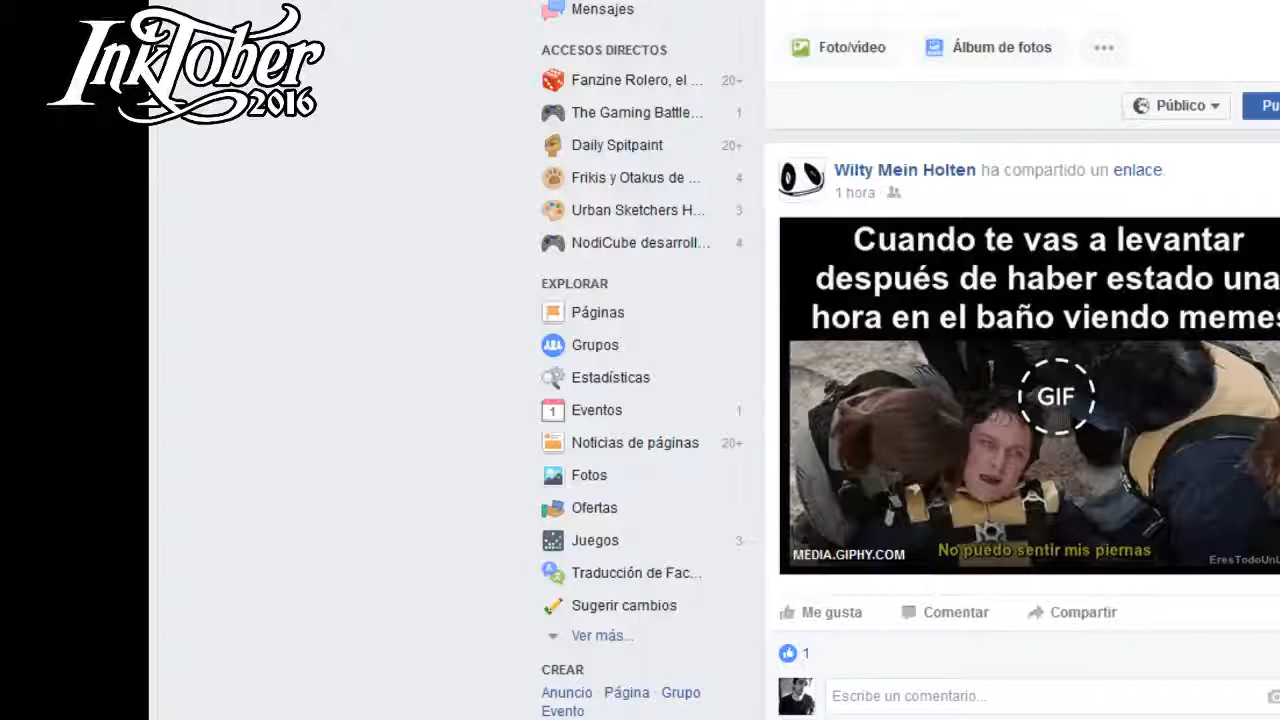 InkTober
2016
Mensajes
ACCESOS DIRECTOS
Fanzine Rolero, el ... 20+
The Gaming Battle... 1
Daily Spitpaint 20+
Frikis y Otakus de ... 4
Urban Sketchers H... 3
NodiCube desarroll... 4
EXPLORAR
Páginas
Grupos
Estadísticas
1 Eventos 1
Noticias de páginas 20+
Fotos
Ofertas
Juegos 3
Traducción de Fac...
Sugerir cambios
Ver más...
CREAR
Anuncio · Página · Grupo
Evento
Foto/video Álbum de fotos ...
Público Pu
Wilty Mein Holten ha compartido un enlace.
1 hora
Cuando te vas a levantar
después de haber estado una
hora en el baño viendo memes
GIF
No puedo sentir mis piernas
MEDIA.GIPHY.COM
EresTodoUnL
Me gusta Comentar Compartir
1
Escribe un comentario...